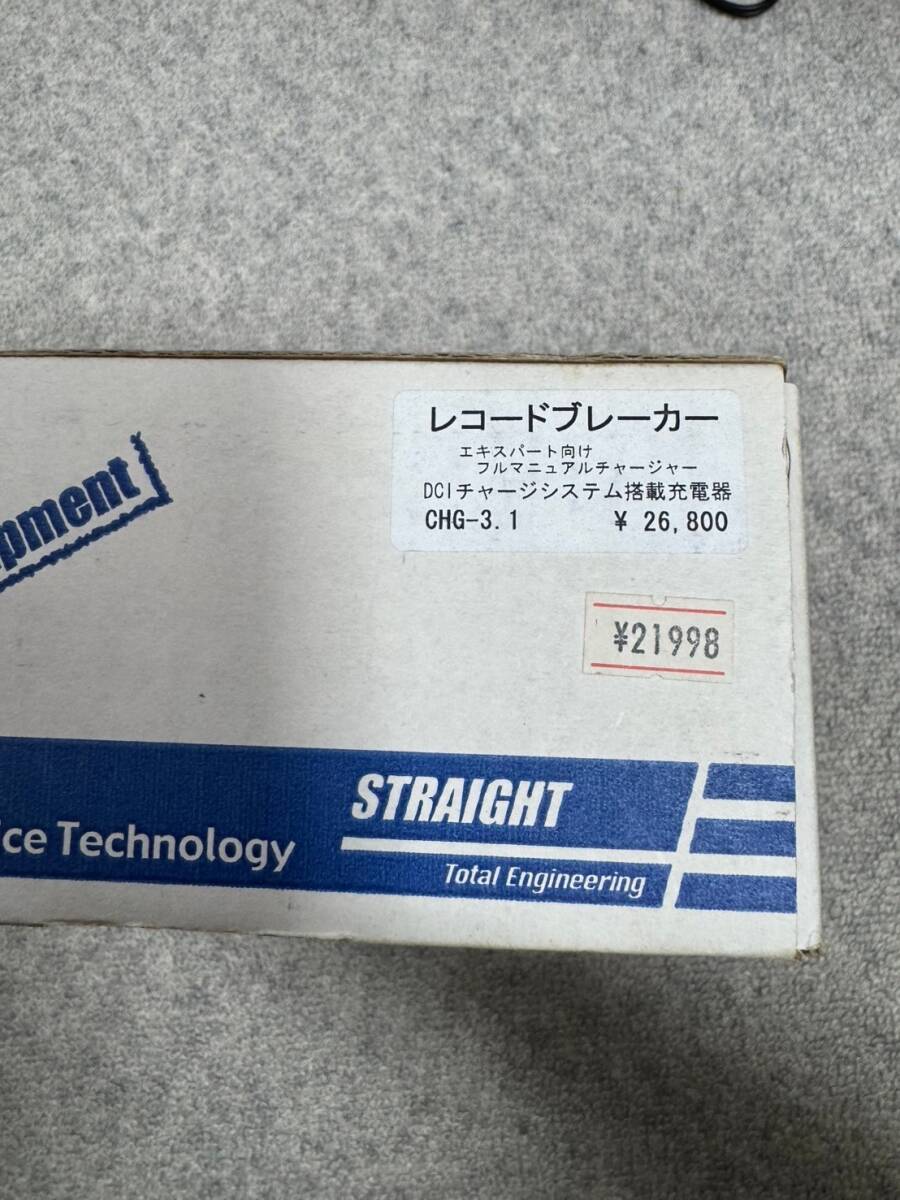 レコードブレーカー
エキスパート向け
フルマニュアルチャージャー
DCIチャージシステム搭載充電器
CHG-3.1 ¥ 26,800
¥21998
STRAIGHT
Technology
Total Engineering